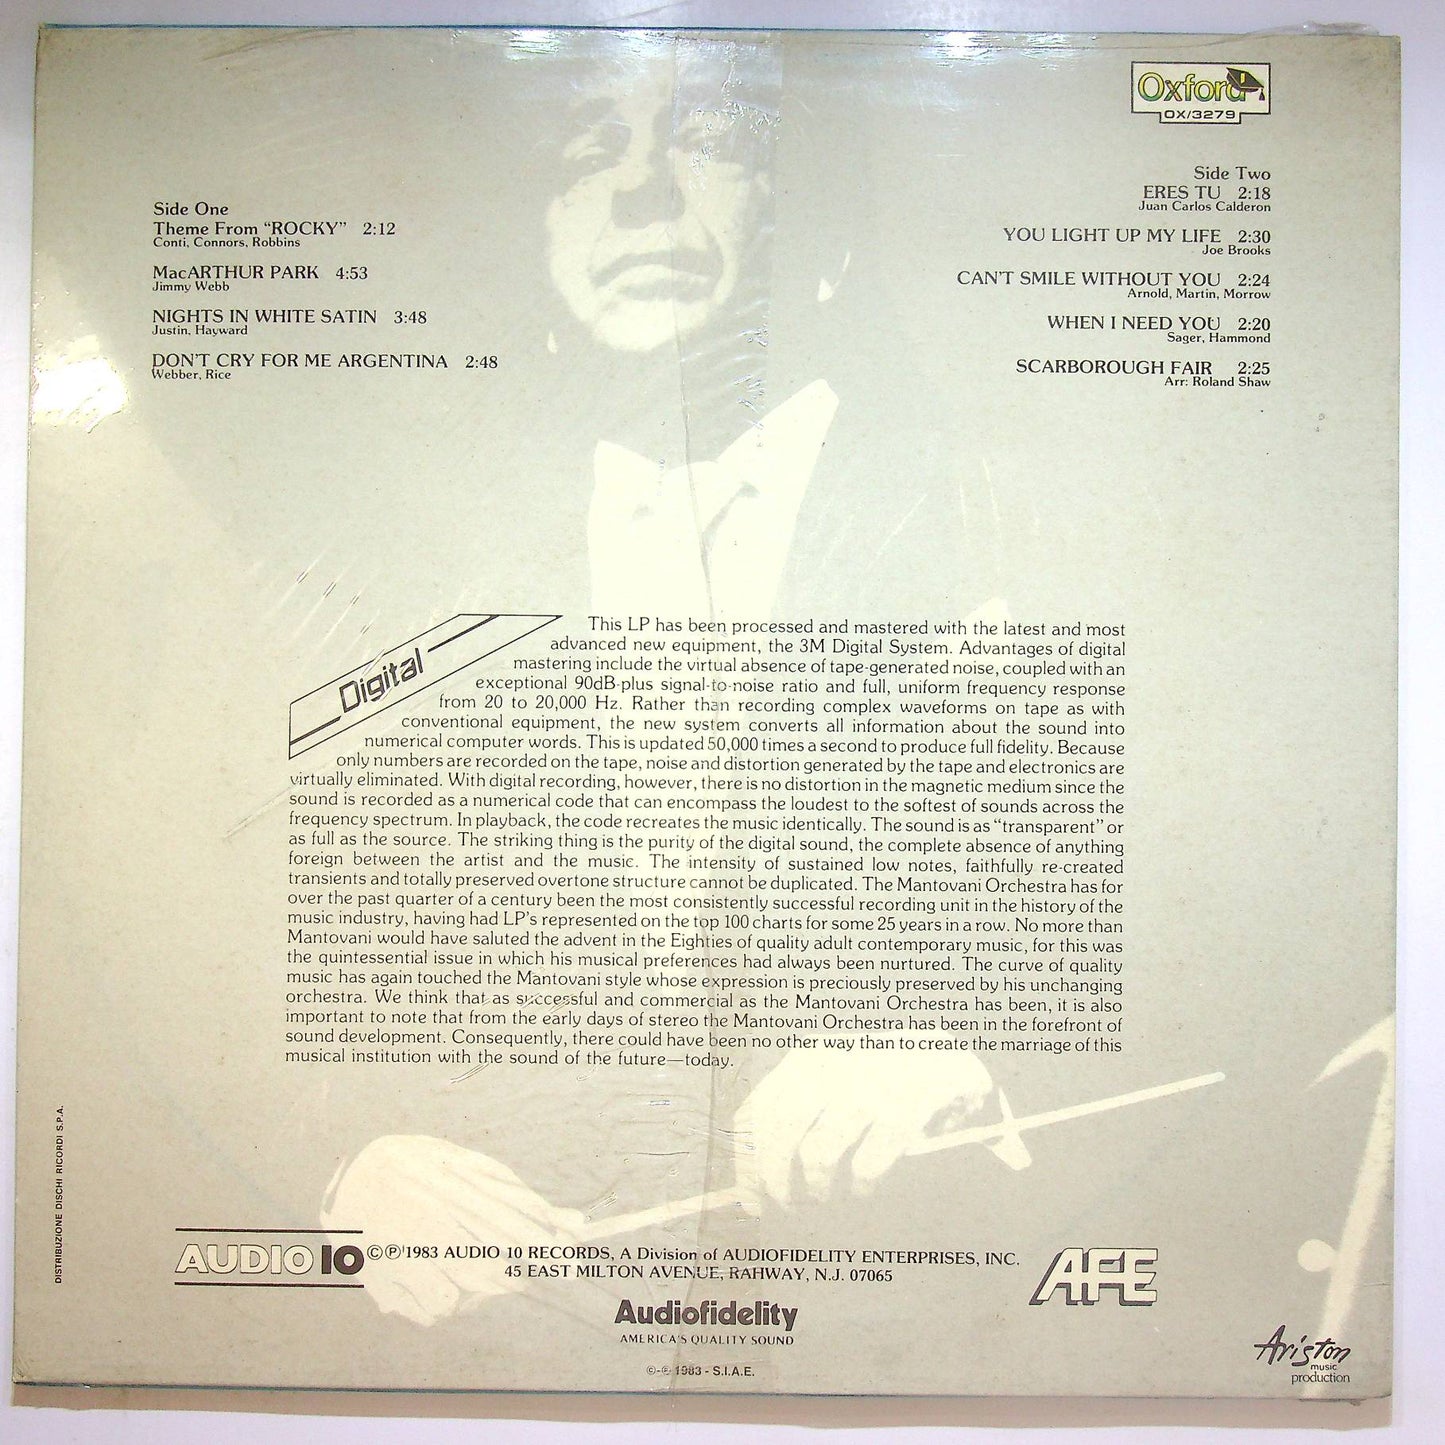 Oxford
OX/3279
Side One
Theme From “ROCKY” 2:12
Conti, Connors, Robbins
MacARTHUR PARK 4:53
Jimmy Webb
NIGHTS IN WHITE SATIN 3:48
Justin, Hayward
DON'T CRY FOR ME ARGENTINA 2:48
Webber, Rice
Side Two
ERES TU 2:18
Juan Carlos Calderon
YOU LIGHT UP MY LIFE 2:30
Joe Brooks
CAN'T SMILE WITHOUT YOU 2:24
Arnold, Martin, Morrow
WHEN I NEED YOU 2:20
Sager, Hammond
SCARBOROUGH FAIR 2:25
Arr: Roland Shaw
Digital
This LP has been processed and mastered with the latest and most
advanced new equipment, the 3M Digital System. Advantages of digital
mastering include the virtual absence of tape-generated noise, coupled with an
exceptional 90dB-plus signal-to-noise ratio and full, uniform frequency response
from 20 to 20,000 Hz. Rather than recording complex waveforms on tape as with
conventional equipment, the new system converts all information about the sound into
numerical computer words. This is updated 50,000 times a second to produce full fidelity. Because
only numbers are recorded on the tape, noise and distortion generated by the tape and electronics are
virtually eliminated. With digital recording, however, there is no distortion in the magnetic medium since the
sound is recorded as a numerical code that can encompass the loudest to the softest of sounds across the
frequency spectrum. In playback, the code recreates the music identically. The sound is as “transparent” or
as full as the source. The striking thing is the purity of the digital sound, the complete absence of anything
foreign between the artist and the music. The intensity of sustained low notes, faithfully re-created
transients and totally preserved overtone structure cannot be duplicated. The Mantovani Orchestra has for
over the past quarter of a century been the most consistently successful recording unit in the history of the
music industry, having had LP's represented on the top 100 charts for some 25 years in a row. No more than
Mantovani would have saluted the advent in the Eighties of quality adult contemporary music, for this was
the quintessential issue in which his musical preferences had always been nurtured. The curve of quality
music has again touched the Mantovani style whose expression is preciously preserved by his unchanging
orchestra. We think that as successful and commercial as the Mantovani Orchestra has been, it is also
important to note that from the early days of stereo the Mantovani Orchestra has been in the forefront of
sound development. Consequently, there could have been no other way than to create the marriage of this
musical institution with the sound of the future—today.
DISTRIBUZIONE DISCHI RICORDI S.P.A.
AUDIO 10
©℗1983 AUDIO 10 RECORDS, A Division of AUDIOFIDELITY ENTERPRISES, INC.
45 EAST MILTON AVENUE, RAHWAY, N.J. 07065
AFE
Audiofidelity
AMERICA'S QUALITY SOUND
©-℗ 1983 - S.I.A.E.
Ariston
music
production